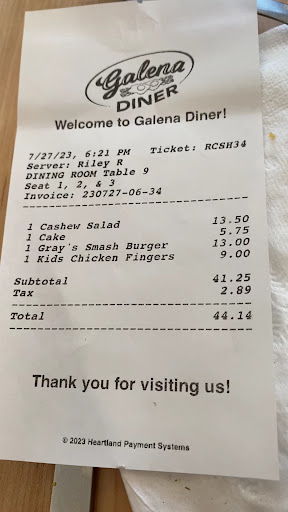 Galena
DINER
Welcome to Galena Diner!
7/27/23, 6:21 PM Ticket: RCSH34
Server: Riley R
DINING ROOM Table 9
Seat 1, 2, & 3
Invoice: 230727-06-34
1 Cashew Salad 13.50
1 Cake 5.75
1 Gray's Smash Burger 13.00
1 Kids Chicken Fingers 9.00
Subtotal 41.25
Tax 2.89
Total 44.14
Thank you for visiting us!
© 2023 Heartland Payment Systems